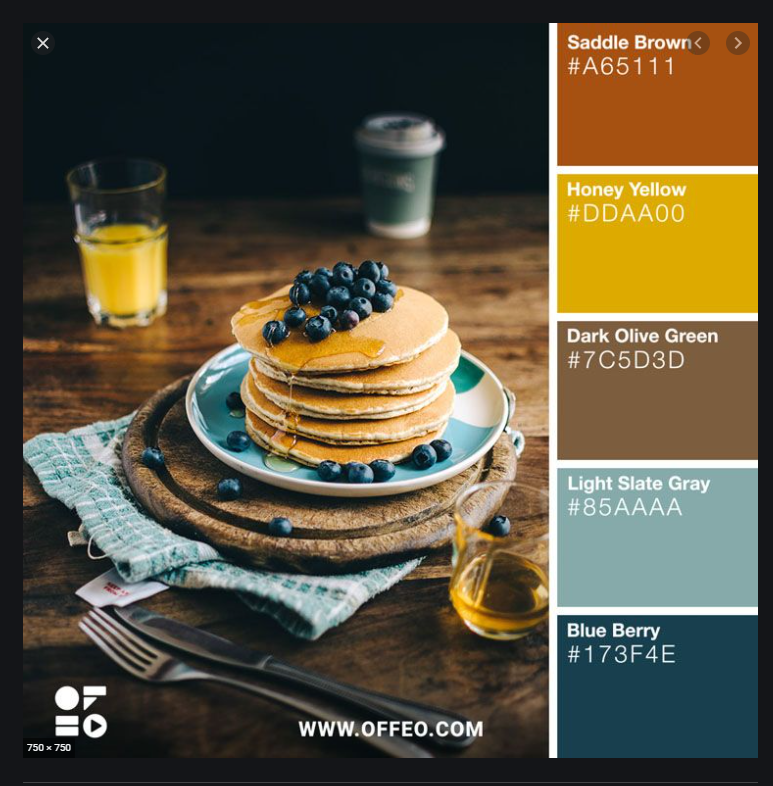 Saddle Brown
#A65111
Honey Yellow
#DDAA00
Dark Olive Green
#7C5D3D
Light Slate Gray
#85AAAA
Blue Berry
#173F4E
WWW.OFFEO.COM
750 × 750